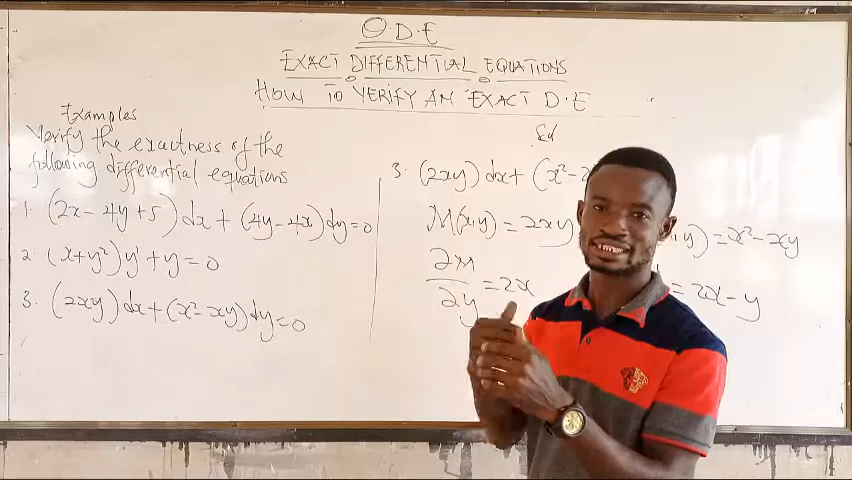 O.D.E
EXACT DIFFERENTIAL EQUATIONS
HOW TO VERIFY AN EXACT D.E
Examples
Verify the exactness of the
following differential equations
1. (2x-4y+5)dx+(4y-4x)dy=0
2. (x+y²)y'+y=0
3. (2xy)dx+(x²-xy)dy=0
Sol
3. (2xy)dx+(x²-
M(x,y)=2xy
y)=x²-xy
∂M
∂y
=2x
=2x-y